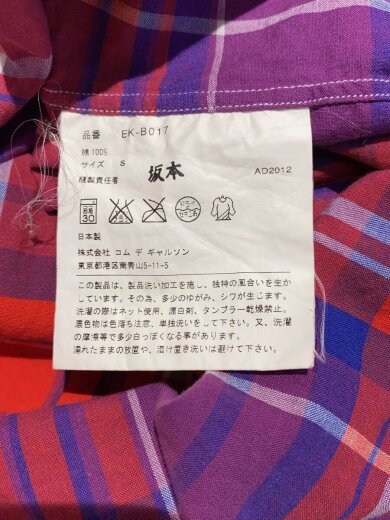 品番 EK-B017
綿100%
サイズ S
縫製責任者 坂本 AD2012
日本製
株式会社 コム デ ギャルソン
東京都港区南青山5-11-5
この製品は、製品洗い加工を施し、独特の風合いを生か
しています。その為、多少のゆがみ、シワが生じます。
洗濯の際はネット使用、漂白剤、タンブラー乾燥禁止。
濃色物は色落ち注意、単独洗いをして下さい。又、洗濯
の摩擦等で多少白っぽくなる事があります。
濡れたままの放置や、漬け置き洗いは避けて下さい。